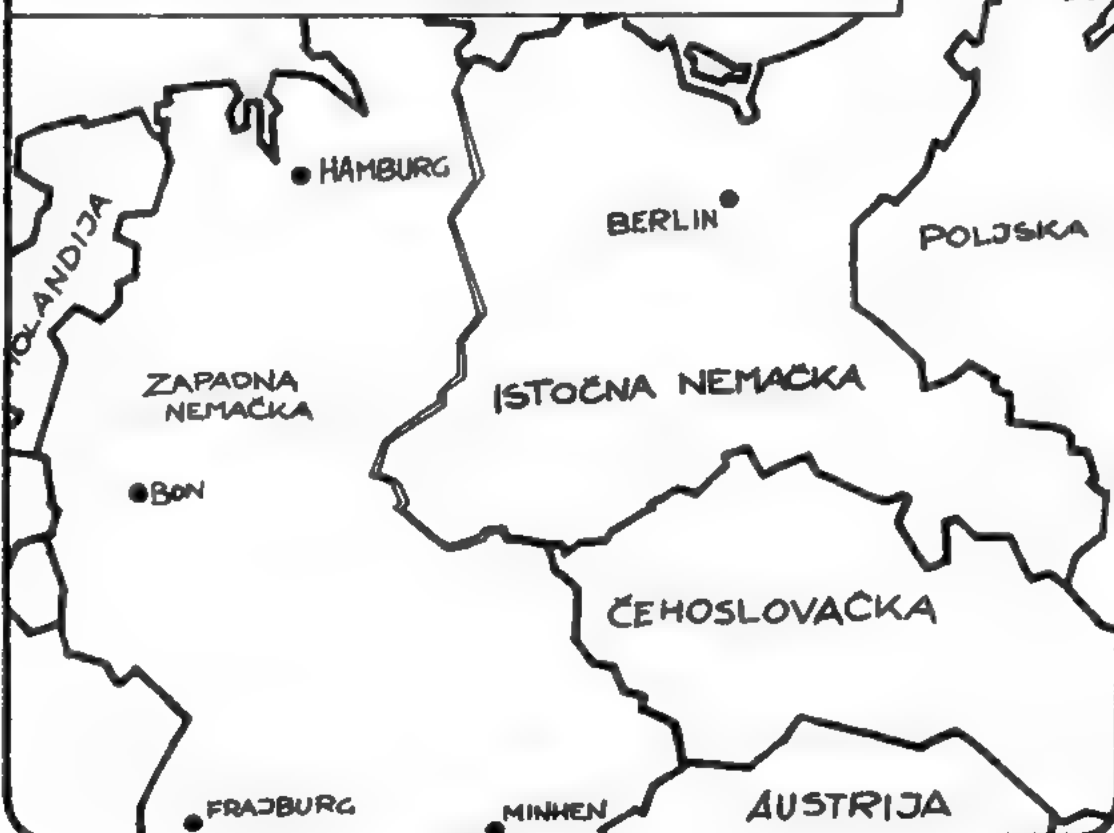 HAMBURG
BERLIN
POLJSKA
HOLANDIJA
ZAPADNA
NEMAČKA
ISTOČNA NEMAČKA
BON
ČEHOSLOVAČKA
FRAJBURG
MINHEN
AUSTRIJA